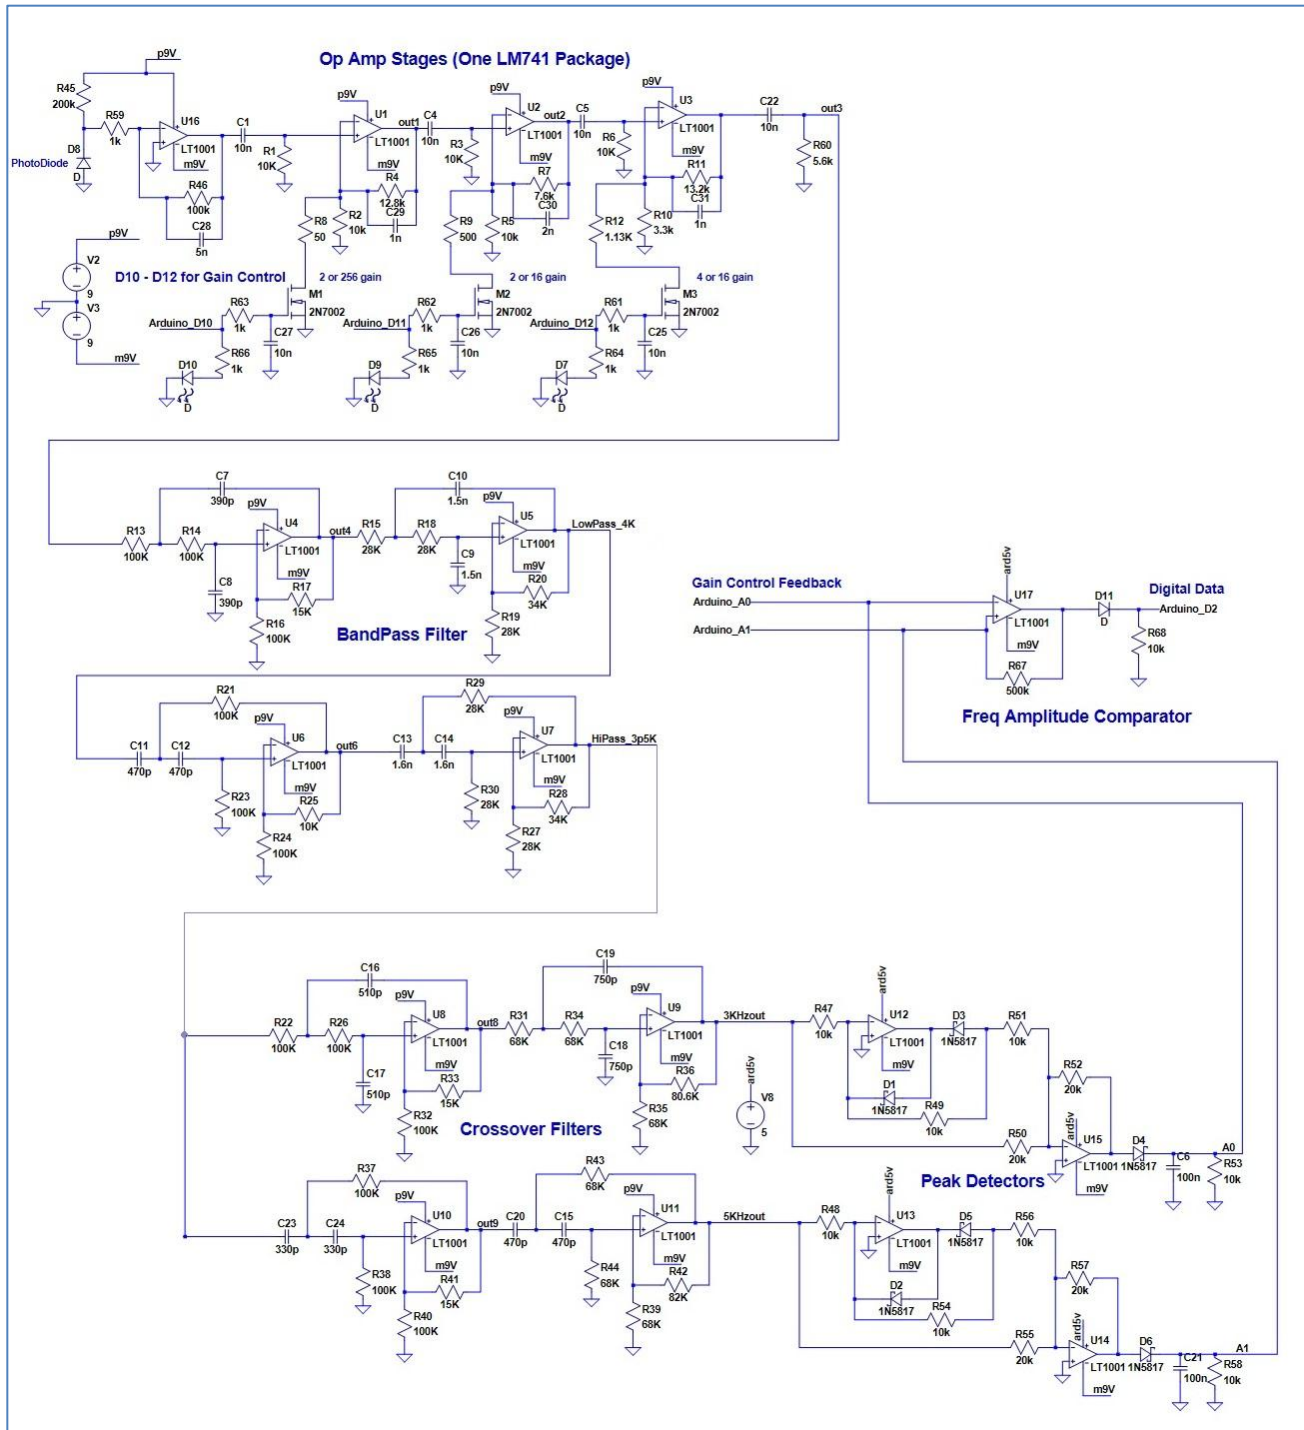 Op Amp Stages (One LM741 Package)
p9V
R45
200k
R59
1k
U16
LT1001
m9V
PhotoDiode
D8
D
R46
100k
C28
5n
C1
10n
R1
10K
p9V
U1
out1
LT1001
m9V
R4
12.8k
C29
1n
R8
50
R2
10k
C4
10n
R3
10K
p9V
U2
out2
LT1001
m9V
R7
7.6k
C30
2n
R9
500
R5
10k
C5
10n
R6
10K
p9V
U3
LT1001
m9V
R11
13.2k
C31
1n
R12
1.13K
R10
3.3k
C22
10n
out3
R60
5.6k
p9V
V2
9
V3
9
m9V
D10 - D12 for Gain Control
2 or 256 gain
2 or 16 gain
4 or 16 gain
Arduino_D10
R63
1k
M1
2N7002
C27
10n
R66
1k
D10
D
Arduino_D11
R62
1k
M2
2N7002
C26
10n
R65
1k
D9
D
Arduino_D12
R61
1k
M3
2N7002
C25
10n
R64
1k
D7
D
C7
390p
R13
100K
R14
100K
p9V
U4
out4
LT1001
m9V
C8
390p
R17
15K
R16
100K
C10
1.5n
R15
28K
R18
28K
p9V
U5
LowPass_4K
LT1001
m9V
C9
1.5n
R20
34K
R19
28K
BandPass Filter
R21
100K
C11
470p
C12
470p
p9V
U6
out6
LT1001
m9V
R23
100K
R25
10K
R24
100K
R29
28K
C13
1.6n
C14
1.6n
p9V
U7
HiPass_3p5K
LT1001
m9V
R30
28K
R28
34K
R27
28K
Gain Control Feedback
Arduino_A0
Arduino_A1
ard5v
U17
LT1001
m9V
R67
500k
D11
D
Digital Data
Arduino_D2
R68
10k
Freq Amplitude Comparator
C16
510p
R22
100K
R26
100K
p9V
U8
out8
LT1001
m9V
C17
510p
R33
15K
R32
100K
C19
750p
R31
68K
R34
68K
p9V
U9
3KHzout
LT1001
m9V
C18
750p
R36
80.6K
R35
68K
Crossover Filters
ard5v
V8
5
R47
10k
ard5v
U12
LT1001
m9V
D3
1N5817
D1
1N5817
R49
10k
R51
10k
R52
20k
R50
20k
ard5v
U15
LT1001
m9V
D4
1N5817
C6
100n
A0
R53
10k
Peak Detectors
R37
100K
C23
330p
C24
330p
p9V
U10
out9
LT1001
m9V
R38
100K
R41
15K
R40
100K
R43
68K
C20
470p
C15
470p
p9V
U11
5KHzout
LT1001
m9V
R44
68K
R42
82K
R39
68K
R48
10k
ard5v
U13
LT1001
m9V
D5
1N5817
D2
1N5817
R54
10k
R56
10k
R57
20k
R55
20k
ard5v
U14
LT1001
m9V
D6
1N5817
C21
100n
A1
R58
10k